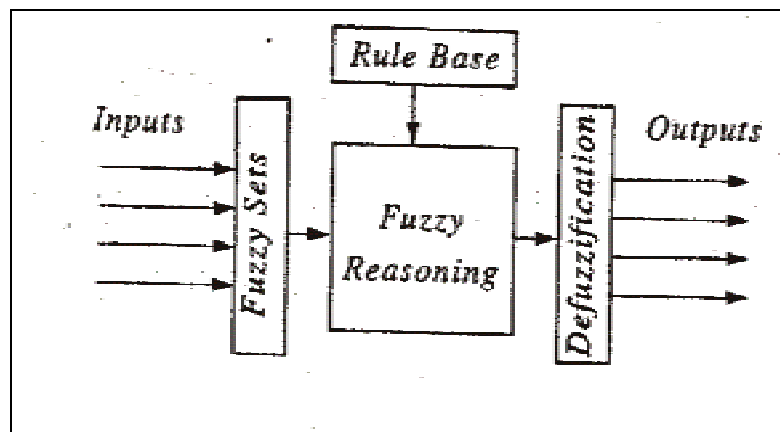 Rule Base
Inputs
Fuzzy Sets
Fuzzy
Reasoning
Defuzzification
Outputs